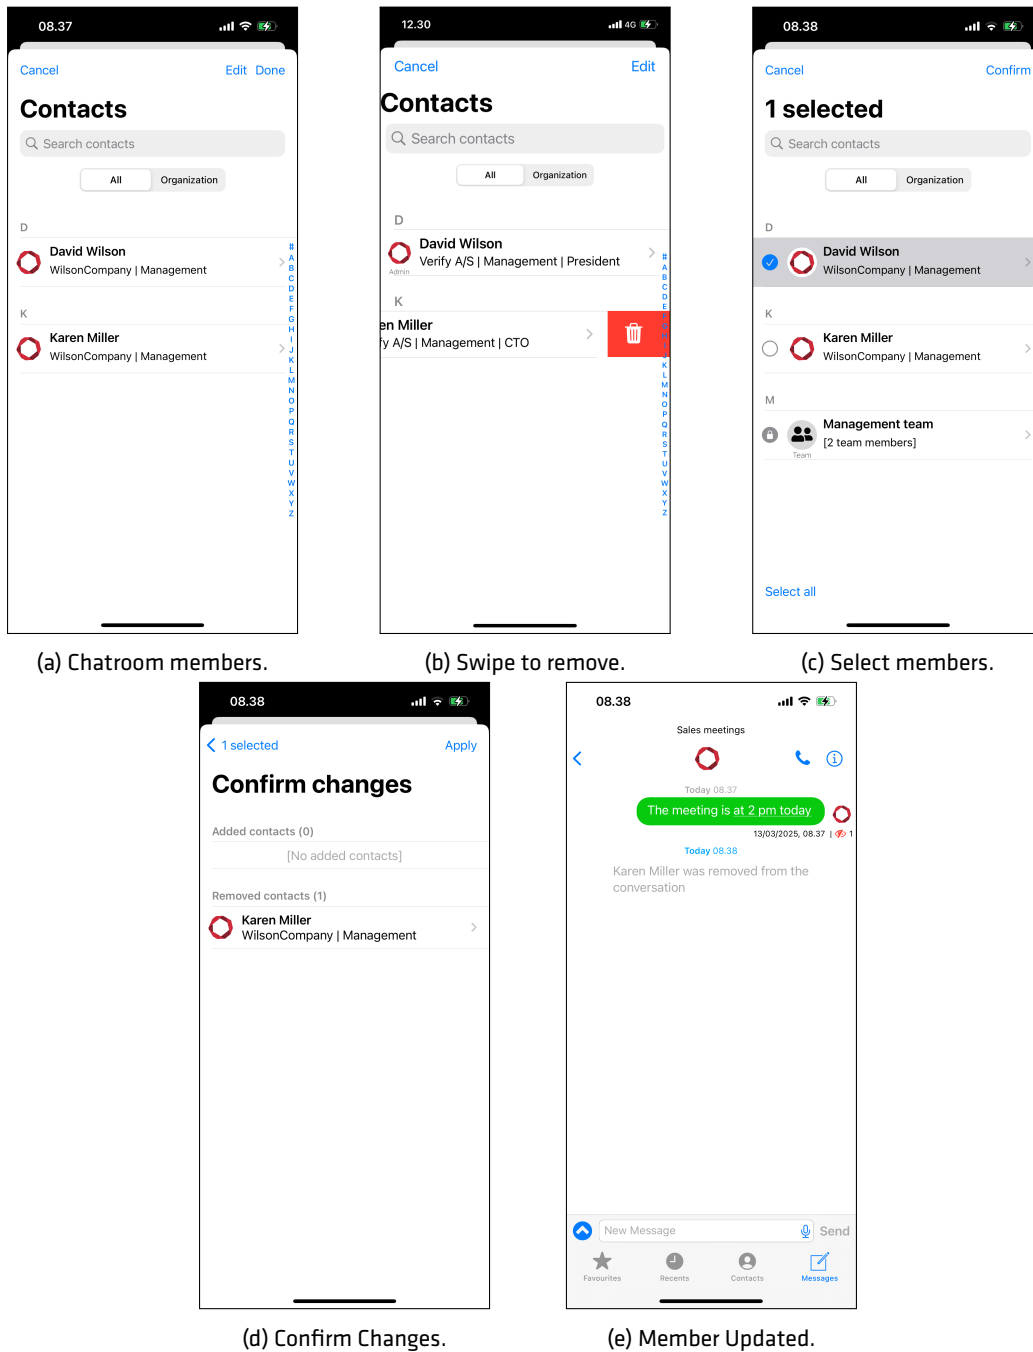 08.37
Cancel
Edit Done
Contacts
Search contacts
All Organization
D
David Wilson
WilsonCompany | Management
K
Karen Miller
WilsonCompany | Management
#
A
B
C
D
E
F
G
H
I
J
K
L
M
N
O
P
Q
R
S
T
U
V
W
X
Y
Z
(a) Chatroom members.
12.30
4G
Cancel
Edit
Contacts
Search contacts
All Organization
D
David Wilson
Verify A/S | Management | President
Admin
K
en Miller
fy A/S | Management | CTO
#
A
B
C
D
E
F
G
H
I
J
K
L
M
N
O
P
Q
R
S
T
U
V
W
X
Y
Z
(b) Swipe to remove.
08.38
Cancel
Confirm
1 selected
Search contacts
All Organization
D
David Wilson
WilsonCompany | Management
K
Karen Miller
WilsonCompany | Management
M
Management team
[2 team members]
Team
Select all
(c) Select members.
08.38
1 selected
Apply
Confirm changes
Added contacts (0)
[No added contacts]
Removed contacts (1)
Karen Miller
WilsonCompany | Management
(d) Confirm Changes.
08.38
Sales meetings
Today 08.37
The meeting is at 2 pm today
13/03/2025, 08.37 | 1
Today 08.38
Karen Miller was removed from the
conversation
New Message
Send
Favourites Recents Contacts Messages
(e) Member Updated.